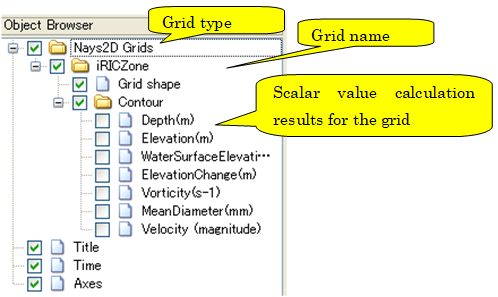 Object Browser
Grid type
Nays2D Grids
Grid name
iRICZone
Grid shape
Contour
Scalar value calculation
results for the grid
Depth(m)
Elevation(m)
WaterSurfaceElevati...
ElevationChange(m)
Vorticity(s-1)
MeanDiameter(mm)
Velocity (magnitude)
Title
Time
Axes